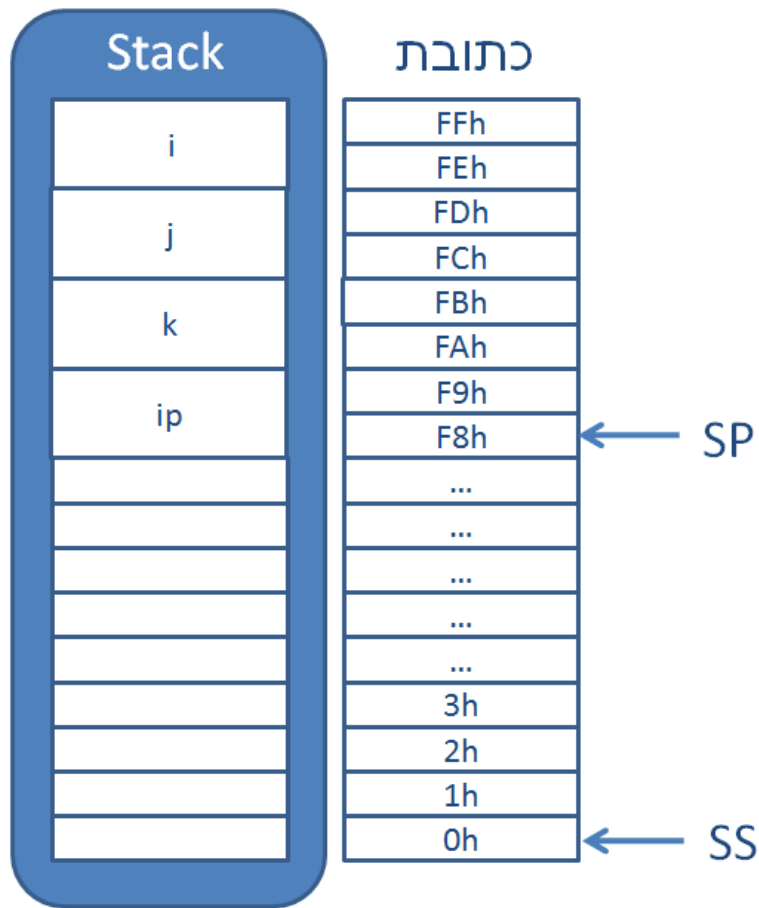 Stack כתובת
i
FFh
FEh
j
FDh
FCh
k
FBh
FAh
ip
F9h
F8h SP
...
...
...
...
...
3h
2h
1h
0h SS